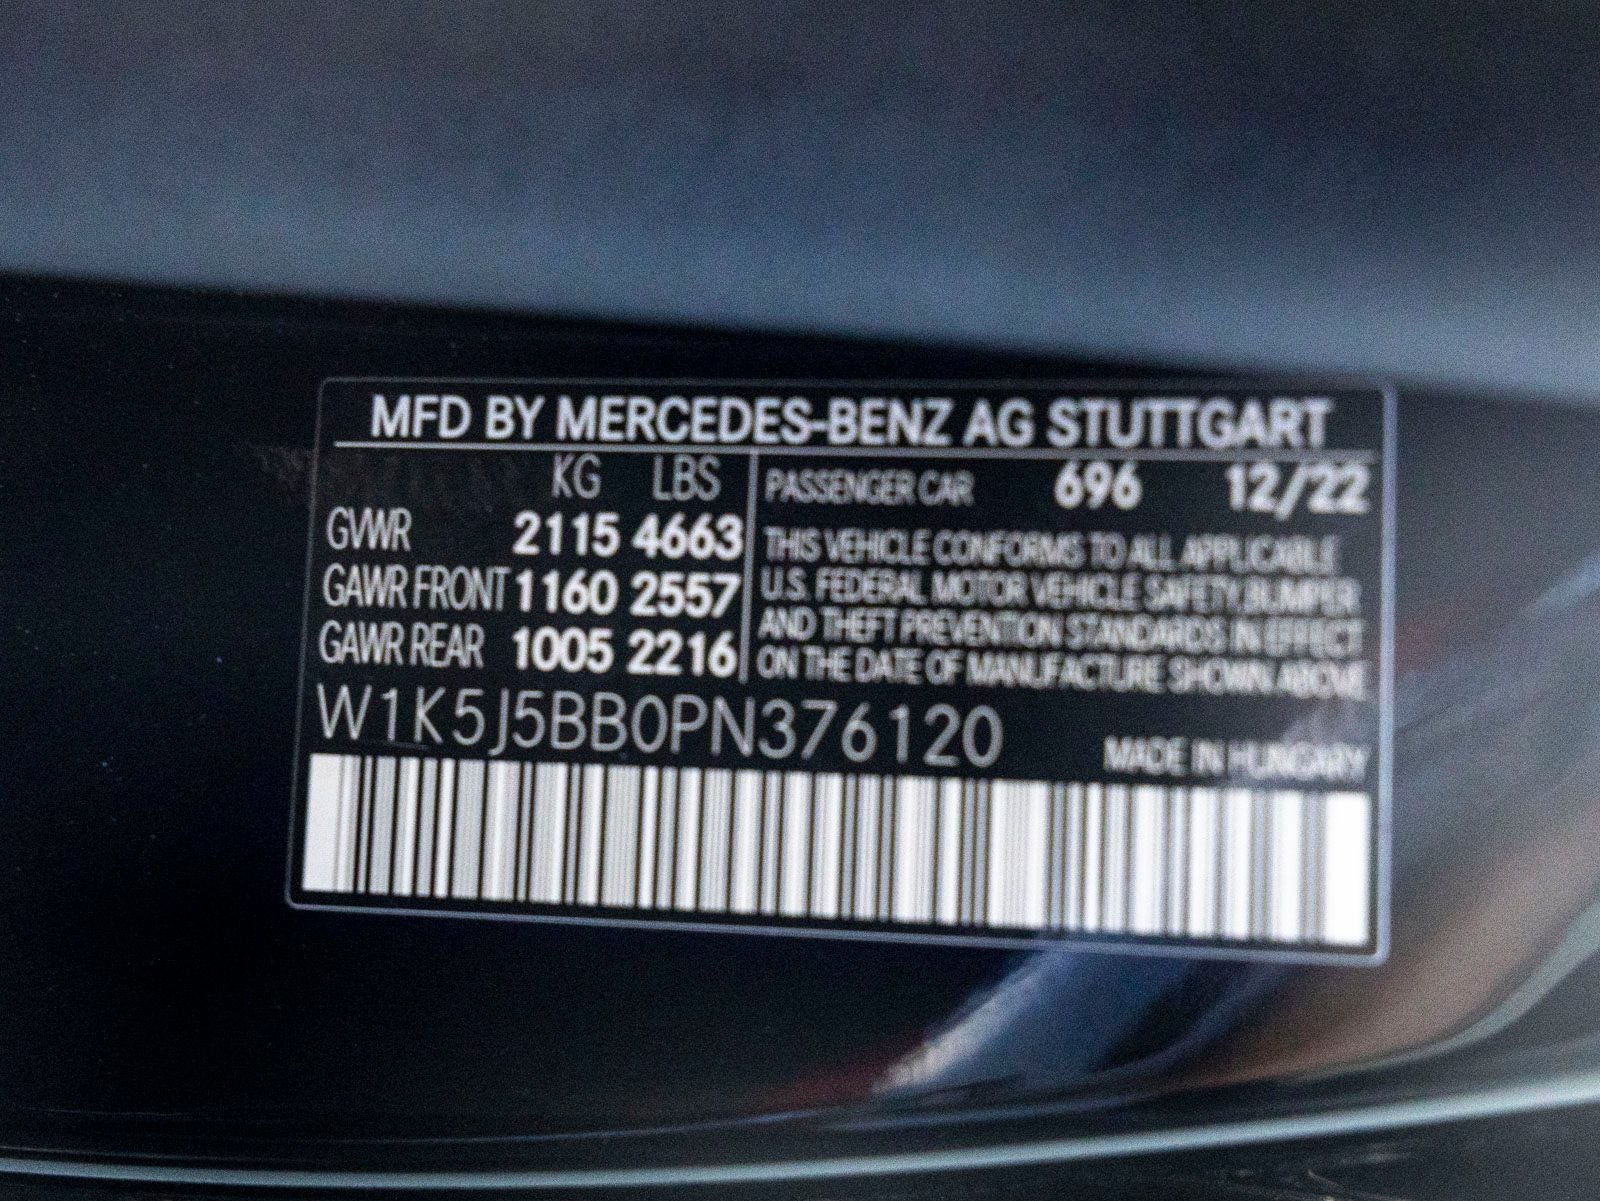 MFD BY MERCEDES-BENZ AG STUTTGART
KG LBS
GVWR 2115 4663
GAWR FRONT 1160 2557
GAWR REAR 1005 2216
PASSENGER CAR 696 12/22
THIS VEHICLE CONFORMS TO ALL APPLICABLE
U.S. FEDERAL MOTOR VEHICLE SAFETY, BUMPER
AND THEFT PREVENTION STANDARDS IN EFFECT
ON THE DATE OF MANUFACTURE SHOWN ABOVE
W1K5J5BB0PN376120
MADE IN HUNGARY